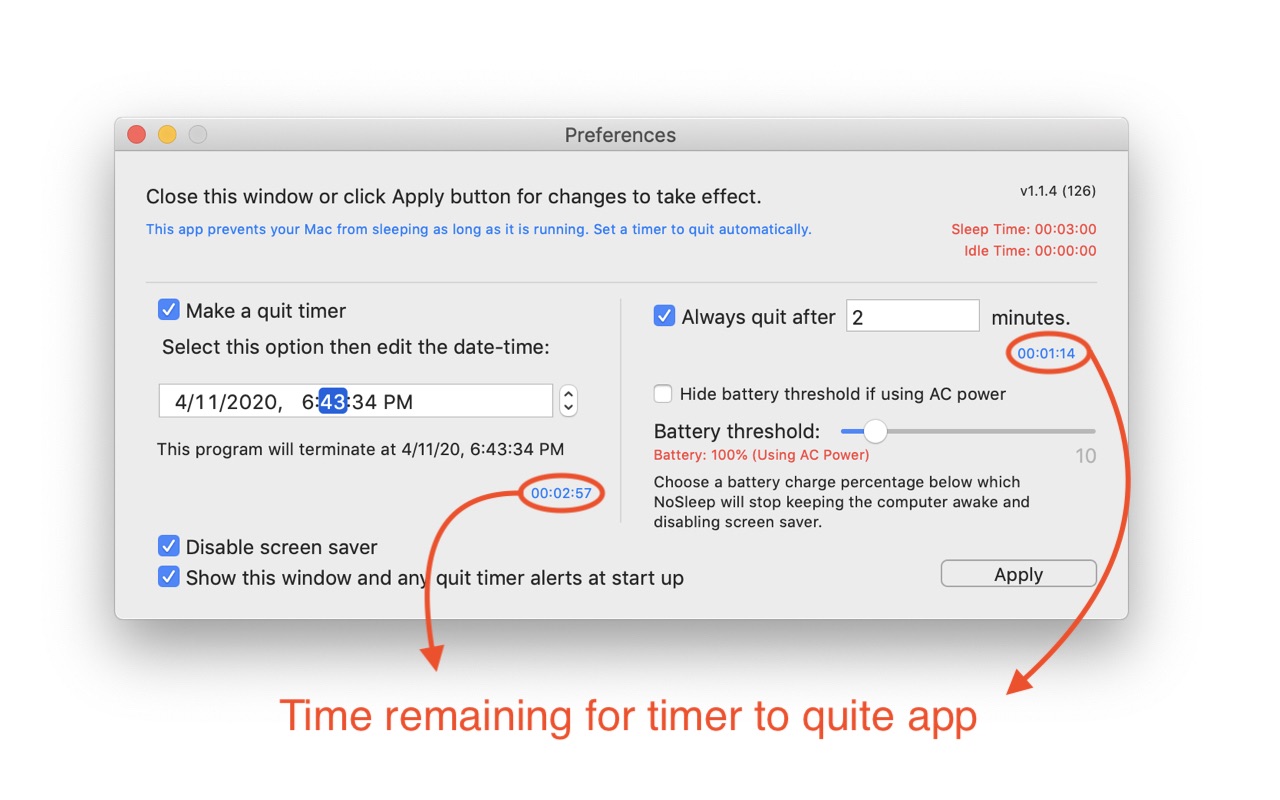 Preferences
Close this window or click Apply button for changes to take effect.
v1.1.4 (126)
This app prevents your Mac from sleeping as long as it is running. Set a timer to quit automatically.
Sleep Time: 00:03:00
Idle Time: 00:00:00
Make a quit timer
Select this option then edit the date-time:
4/11/2020, 6:43:34 PM
This program will terminate at 4/11/20, 6:43:34 PM
00:02:57
Always quit after 2 minutes.
00:01:14
Hide battery threshold if using AC power
Battery threshold:
Battery: 100% (Using AC Power)
10
Choose a battery charge percentage below which
NoSleep will stop keeping the computer awake and
disabling screen saver.
Disable screen saver
Show this window and any quit timer alerts at start up
Apply
Time remaining for timer to quite app